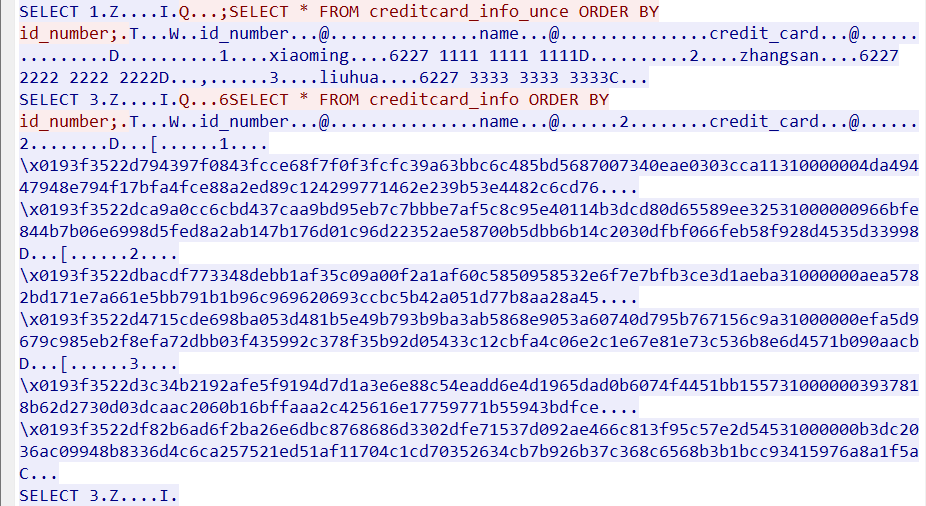 SELECT 1.Z....I.Q...;SELECT * FROM creditcard_info_unce ORDER BY
id_number;.T...W..id_number...@...............name...@...............credit_card...@......
...............D..........1....xiaoming....6227 1111 1111 1111D..........2....zhangsan....6227
2222 2222 2222D...,......3....liuhua....6227 3333 3333 3333C...
SELECT 3.Z....I.Q...6SELECT * FROM creditcard_info ORDER BY
id_number;.T...W..id_number...@...............name...@......2........credit_card...@......
2........D...[......1....
\x0193f3522d794397f0843fcce68f7f0f3fcfc39a63bbc6c485bd5687007340eae0303cca11310000004da494
47948e794f17bfa4fce88a2ed89c124299771462e239b53e4482c6cd76....
\x0193f3522dca9a0cc6cbd437caa9bd95eb7c7bbbe7af5c8c95e40114b3dcd80d65589ee32531000000966bfe
844b7b06e6998d5fed8a2ab147b176d01c96d22352ae58700b5dbb6b14c2030dfbf066feb58f928d4535d33998
D...[......2....
\x0193f3522dbacdf773348debb1af35c09a00f2a1af60c5850958532e6f7e7bfb3ce3d1aeba31000000aea578
2bd171e7a661e5bb791b1b96c969620693ccbc5b42a051d77b8aa28a45....
\x0193f3522d4715cde698ba053d481b5e49b793b9ba3ab5868e9053a60740d795b767156c9a31000000efa5d9
679c985eb2f8efa72dbb03f435992c378f35b92d05433c12cbfa4c06e2c1e67e81e73c536b8e6d4571b090aacb
D...[......3....
\x0193f3522d3c34b2192afe5f9194d7d1a3e6e88c54eadd6e4d1965dad0b6074f4451bb15573100000039378​1
8b62d2730d03dcaac2060b16bffaaa2c425616e17759771b55943bdfce....
\x0193f3522df82b6ad6f2ba26e6dbc8768686d3302dfe71537d092ae466c813f95c57e2d54531000000b3dc20
36ac09948b8336d4c6ca257521ed51af11704c1cd70352634cb7b926b37c368c6568b3b1bcc93415976a8a1f5a
C...
SELECT 3.Z....I.